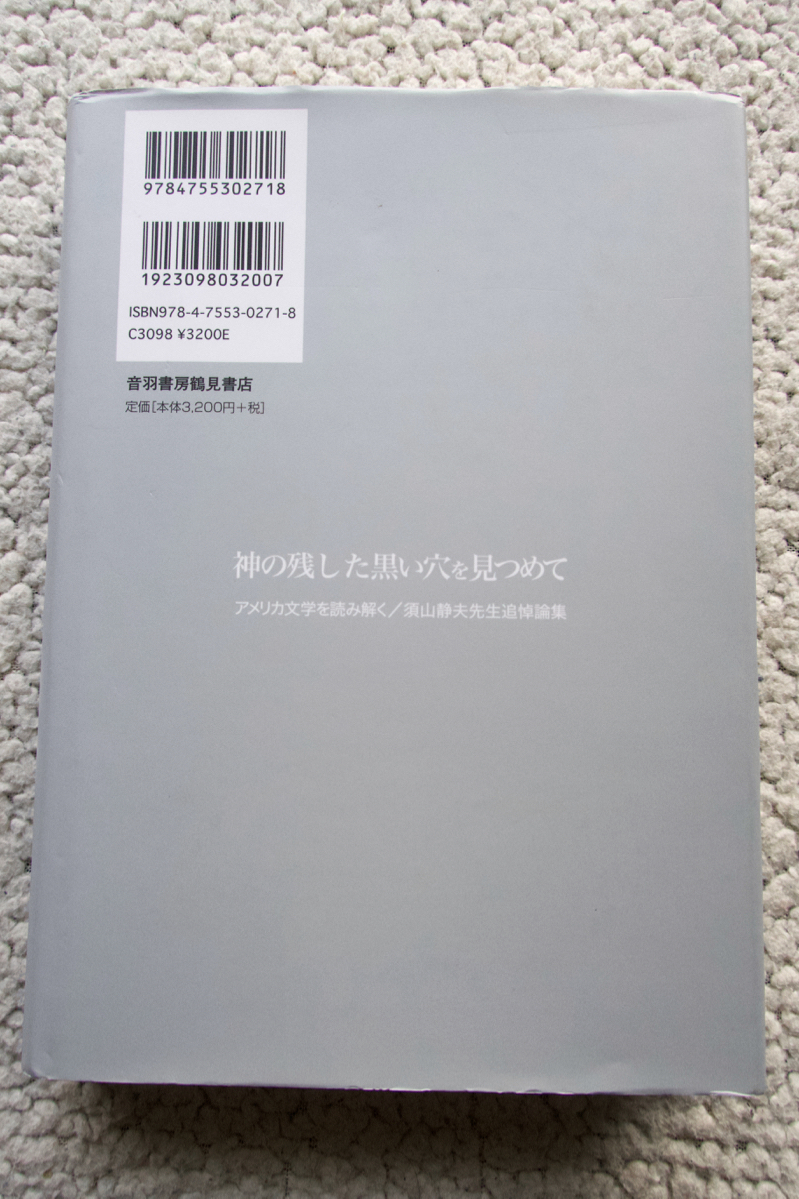 9784755302718
1923098032007
ISBN978-4-7553-0271-8
C3098 ¥3200E
音羽書房鶴見書店
定価[本体3,200円+税]
神の残した黒い穴を見つめて
アメリカ文学を読み解く/須山静夫先生追悼論集